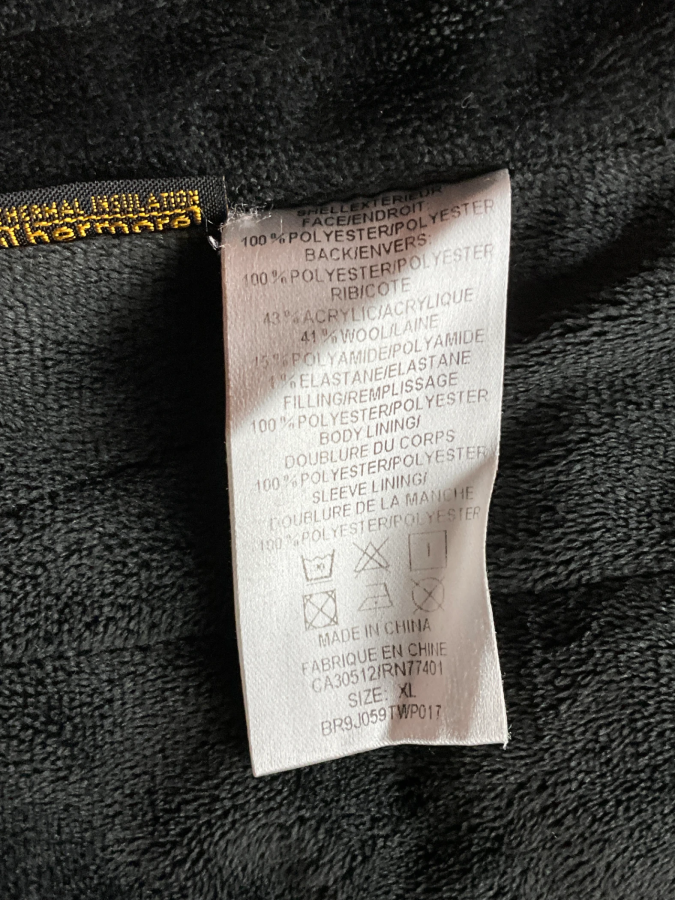 THERMAL INSULATION
thermore
SHELL/EXTERIEUR
FACE/ENDROIT:
100%POLYESTER/POLYESTER
BACK/ENVERS:
100%POLYESTER/POLYESTER
RIB/COTE
43%ACRYLIC/ACRYLIQUE
41%WOOL/LAINE
15%POLYAMIDE/POLYAMIDE
1%ELASTANE/ELASTANE
FILLING/REMPLISSAGE
100%POLYESTER/POLYESTER
BODY LINING/
DOUBLURE DU CORPS
100%POLYESTER/POLYESTER
SLEEVE LINING/
DOUBLURE DE LA MANCHE
100%POLYESTER/POLYESTER
MADE IN CHINA
FABRIQUE EN CHINE
CA30512/RN77401
SIZE: XL
BR9J059TWP017